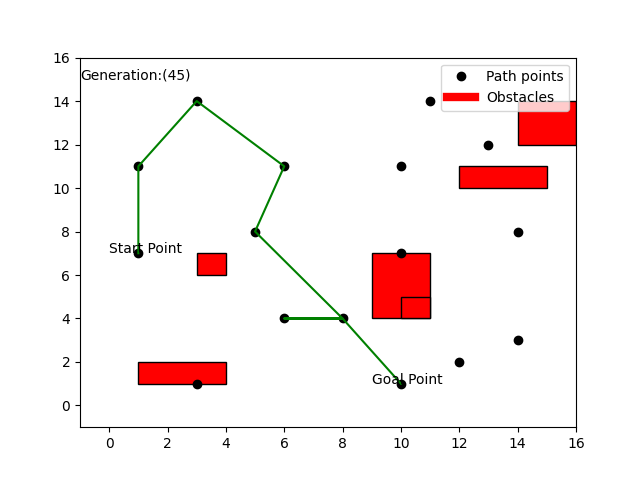 Generation:(45)
Path points
Obstacles
Start Point
Goal Point
16
14
12
10
8
6
4
2
0
0 2 4 6 8 10 12 14 16